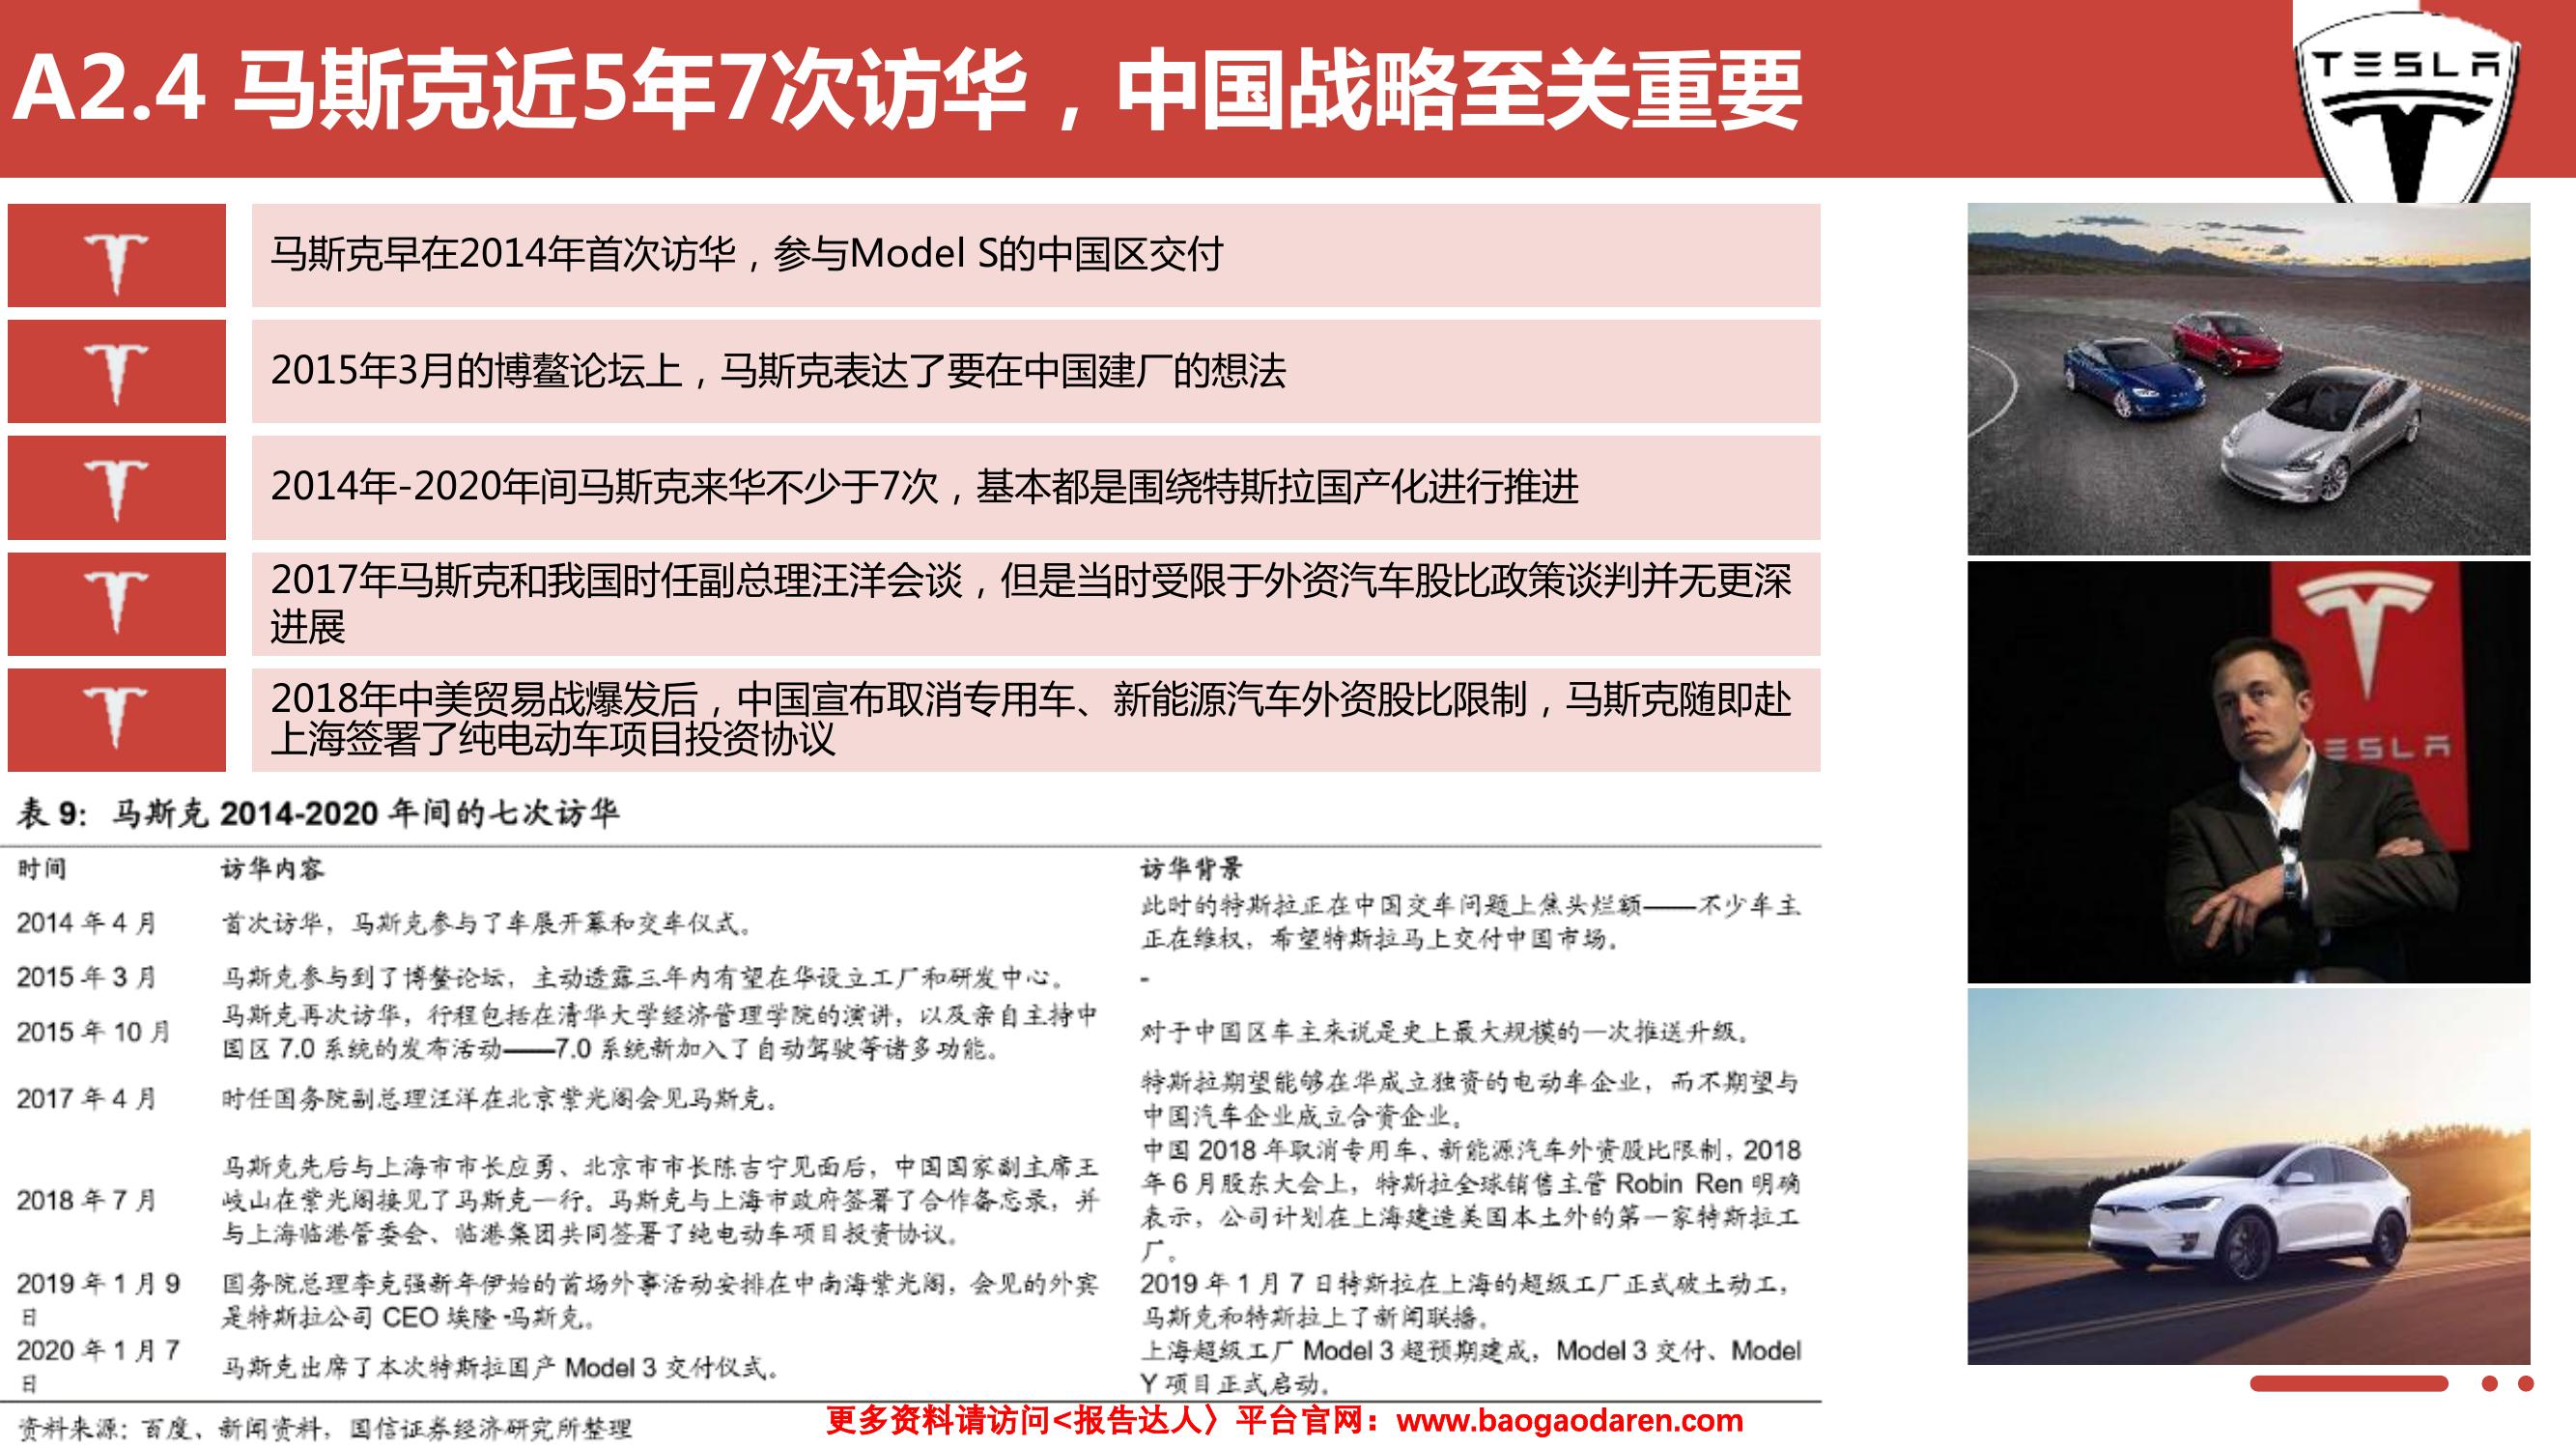 A2.4 马斯克近5年7次访华，中国战略至关重要
TESLA
马斯克早在2014年首次访华，参与Model S的中国区交付
2015年3月的博鳌论坛上，马斯克表达了要在中国建厂的想法
2014年-2020年间马斯克来华不少于7次，基本都是围绕特斯拉国产化进行推进
2017年马斯克和我国时任副总理汪洋会谈，但是当时受限于外资汽车股比政策谈判并无更深
进展
2018年中美贸易战爆发后，中国宣布取消专用车、新能源汽车外资股比限制，马斯克随即赴
上海签署了纯电动车项目投资协议
TESLA
表 9： 马斯克 2014-2020 年间的七次访华
时间 访华内容 访华背景
2014 年 4 月
首次访华，马斯克参与了车展开幕和交车仪式。
此时的特斯拉正在中国交车问题上焦头烂额——不少车主
正在维权，希望特斯拉马上交付中国市场。
2015 年 3 月
马斯克参与到了博鳌论坛，主动透露三年内有望在华设立工厂和研发中心。
-
2015 年 10 月
马斯克再次访华，行程包括在清华大学经济管理学院的演讲，以及亲自主持中
国区 7.0 系统的发布活动——7.0 系统新加入了自动驾驶等诸多功能。
对于中国区车主来说是史上最大规模的一次推送升级。
2017 年 4 月
时任国务院副总理汪洋在北京紫光阁会见马斯克。
特斯拉期望能够在华成立独资的电动车企业，而不期望与
中国汽车企业成立合资企业。
2018 年 7 月
马斯克先后与上海市市长应勇、北京市市长陈吉宁见面后，中国国家副主席王
岐山在紫光阁接见了马斯克一行。马斯克与上海市政府签署了合作备忘录，并
与上海临港管委会、临港集团共同签署了纯电动车项目投资协议。
中国 2018 年取消专用车、新能源汽车外资股比限制，2018
年 6 月股东大会上，特斯拉全球销售主管 Robin Ren 明确
表示，公司计划在上海建造美国本土外的第一家特斯拉工
厂。
2019 年 1 月 9
日
国务院总理李克强新年伊始的首场外事活动安排在中南海紫光阁，会见的外宾
是特斯拉公司 CEO 埃隆·马斯克。
2019 年 1 月 7 日特斯拉在上海的超级工厂正式破土动工，
马斯克和特斯拉上了新闻联播。
2020 年 1 月 7
日
马斯克出席了本次特斯拉国产 Model 3 交付仪式。
上海超级工厂 Model 3 超预期建成，Model 3 交付、Model
Y 项目正式启动。
资料来源：百度、新闻资料，国信证券经济研究所整理
更多资料请访问<报告达人〉平台官网：www.baogaodaren.com